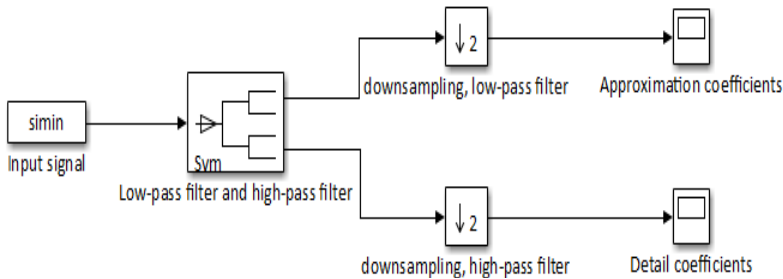 ↓ 2
downsampling, low-pass filter
Approximation coefficients
simin
Input signal
Sym
Low-pass filter and high-pass filter
↓ 2
downsampling, high-pass filter
Detail coefficients